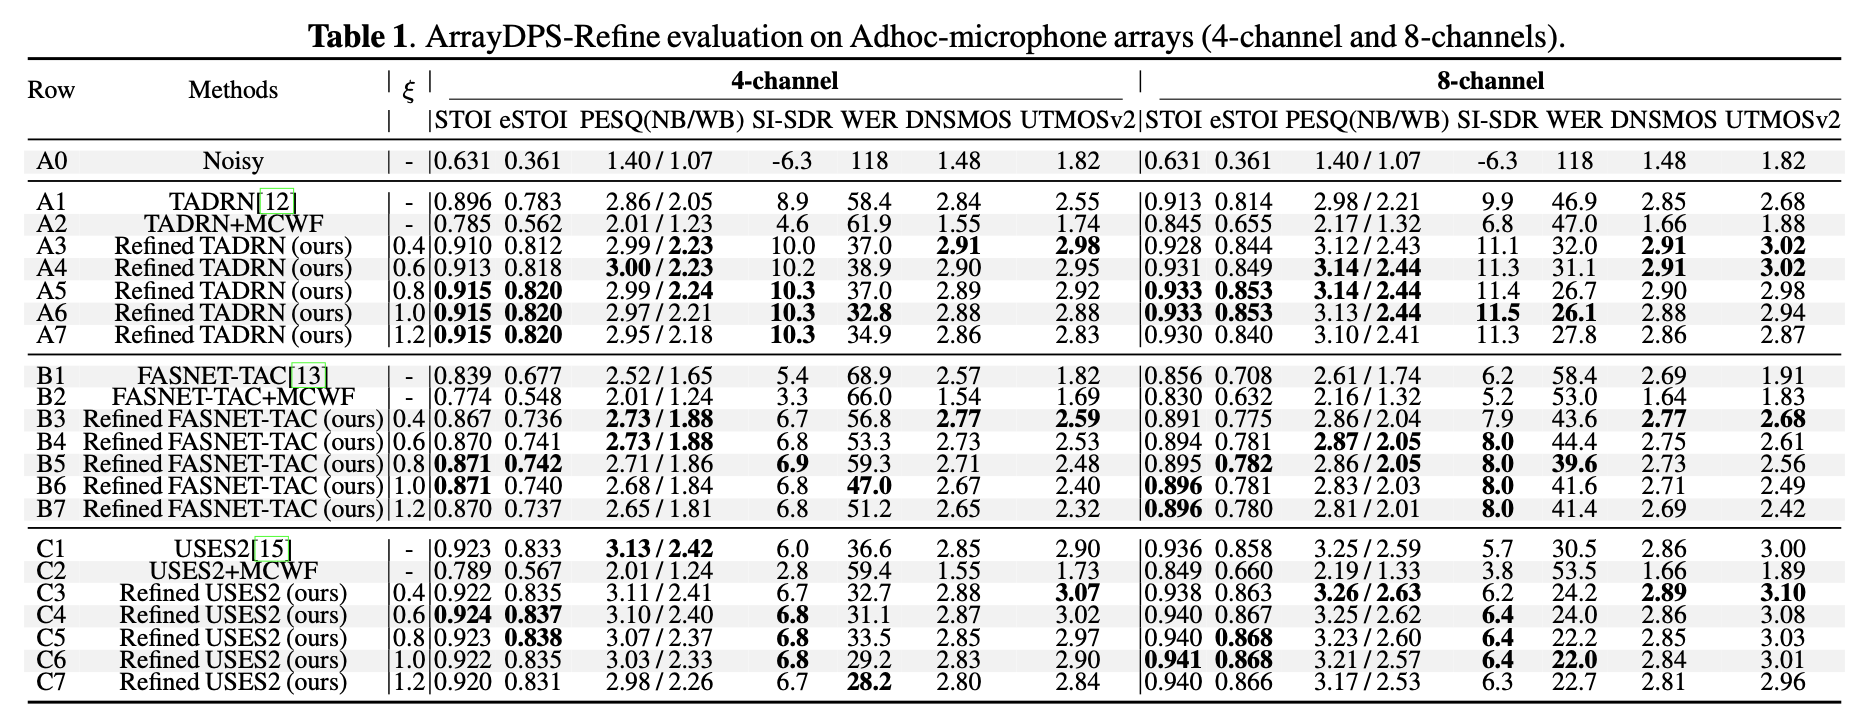 Table 1. ArrayDPS-Refine evaluation on Adhoc-microphone arrays (4-channel and 8-channels).
Row Methods ξ 4-channel 8-channel
STOI eSTOI PESQ(NB/WB) SI-SDR WER DNSMOS UTMOSv2 STOI eSTOI PESQ(NB/WB) SI-SDR WER DNSMOS UTMOSv2
A0 Noisy - 0.631 0.361 1.40 / 1.07 -6.3 118 1.48 1.82 0.631 0.361 1.40 / 1.07 -6.3 118 1.48 1.82
A1 TADRN[12] - 0.896 0.783 2.86 / 2.05 8.9 58.4 2.84 2.55 0.913 0.814 2.98 / 2.21 9.9 46.9 2.85 2.68
A2 TADRN+MCWF - 0.785 0.562 2.01 / 1.23 4.6 61.9 1.55 1.74 0.845 0.655 2.17 / 1.32 6.8 47.0 1.66 1.88
A3 Refined TADRN (ours) 0.4 0.910 0.812 2.99 / 2.23 10.0 37.0 2.91 2.98 0.928 0.844 3.12 / 2.43 11.1 32.0 2.91 3.02
A4 Refined TADRN (ours) 0.6 0.913 0.818 3.00 / 2.23 10.2 38.9 2.90 2.95 0.931 0.849 3.14 / 2.44 11.3 31.1 2.91 3.02
A5 Refined TADRN (ours) 0.8 0.915 0.820 2.99 / 2.24 10.3 37.0 2.89 2.92 0.933 0.853 3.14 / 2.44 11.4 26.7 2.90 2.98
A6 Refined TADRN (ours) 1.0 0.915 0.820 2.97 / 2.21 10.3 32.8 2.88 2.88 0.933 0.853 3.13 / 2.44 11.5 26.1 2.88 2.94
A7 Refined TADRN (ours) 1.2 0.915 0.820 2.95 / 2.18 10.3 34.9 2.86 2.83 0.930 0.840 3.10 / 2.41 11.3 27.8 2.86 2.87
B1 FASNET-TAC[13] - 0.839 0.677 2.52 / 1.65 5.4 68.9 2.57 1.82 0.856 0.708 2.61 / 1.74 6.2 58.4 2.69 1.91
B2 FASNET-TAC+MCWF - 0.774 0.548 2.01 / 1.24 3.3 66.0 1.54 1.69 0.830 0.632 2.16 / 1.32 5.2 53.0 1.64 1.83
B3 Refined FASNET-TAC (ours) 0.4 0.867 0.736 2.73 / 1.88 6.7 56.8 2.77 2.59 0.891 0.775 2.86 / 2.04 7.9 43.6 2.77 2.68
B4 Refined FASNET-TAC (ours) 0.6 0.870 0.741 2.73 / 1.88 6.8 53.3 2.73 2.53 0.894 0.781 2.87 / 2.05 8.0 44.4 2.75 2.61
B5 Refined FASNET-TAC (ours) 0.8 0.871 0.742 2.71 / 1.86 6.9 59.3 2.71 2.48 0.895 0.782 2.86 / 2.05 8.0 39.6 2.73 2.56
B6 Refined FASNET-TAC (ours) 1.0 0.871 0.740 2.68 / 1.84 6.8 47.0 2.67 2.40 0.896 0.781 2.83 / 2.03 8.0 41.6 2.71 2.49
B7 Refined FASNET-TAC (ours) 1.2 0.870 0.737 2.65 / 1.81 6.8 51.2 2.65 2.32 0.896 0.780 2.81 / 2.01 8.0 41.4 2.69 2.42
C1 USES2[15] - 0.923 0.833 3.13 / 2.42 6.0 36.6 2.85 2.90 0.936 0.858 3.25 / 2.59 5.7 30.5 2.86 3.00
C2 USES2+MCWF - 0.789 0.567 2.01 / 1.24 2.8 59.4 1.55 1.73 0.849 0.660 2.19 / 1.33 3.8 53.5 1.66 1.89
C3 Refined USES2 (ours) 0.4 0.922 0.835 3.11 / 2.41 6.7 32.7 2.88 3.07 0.938 0.863 3.26 / 2.63 6.2 24.2 2.89 3.10
C4 Refined USES2 (ours) 0.6 0.924 0.837 3.10 / 2.40 6.8 31.1 2.87 3.02 0.940 0.867 3.25 / 2.62 6.4 24.0 2.86 3.08
C5 Refined USES2 (ours) 0.8 0.923 0.838 3.07 / 2.37 6.8 33.5 2.85 2.97 0.940 0.868 3.23 / 2.60 6.4 22.2 2.85 3.03
C6 Refined USES2 (ours) 1.0 0.922 0.835 3.03 / 2.33 6.8 29.2 2.83 2.90 0.941 0.868 3.21 / 2.57 6.4 22.0 2.84 3.01
C7 Refined USES2 (ours) 1.2 0.920 0.831 2.98 / 2.26 6.7 28.2 2.80 2.84 0.940 0.866 3.17 / 2.53 6.3 22.7 2.81 2.96